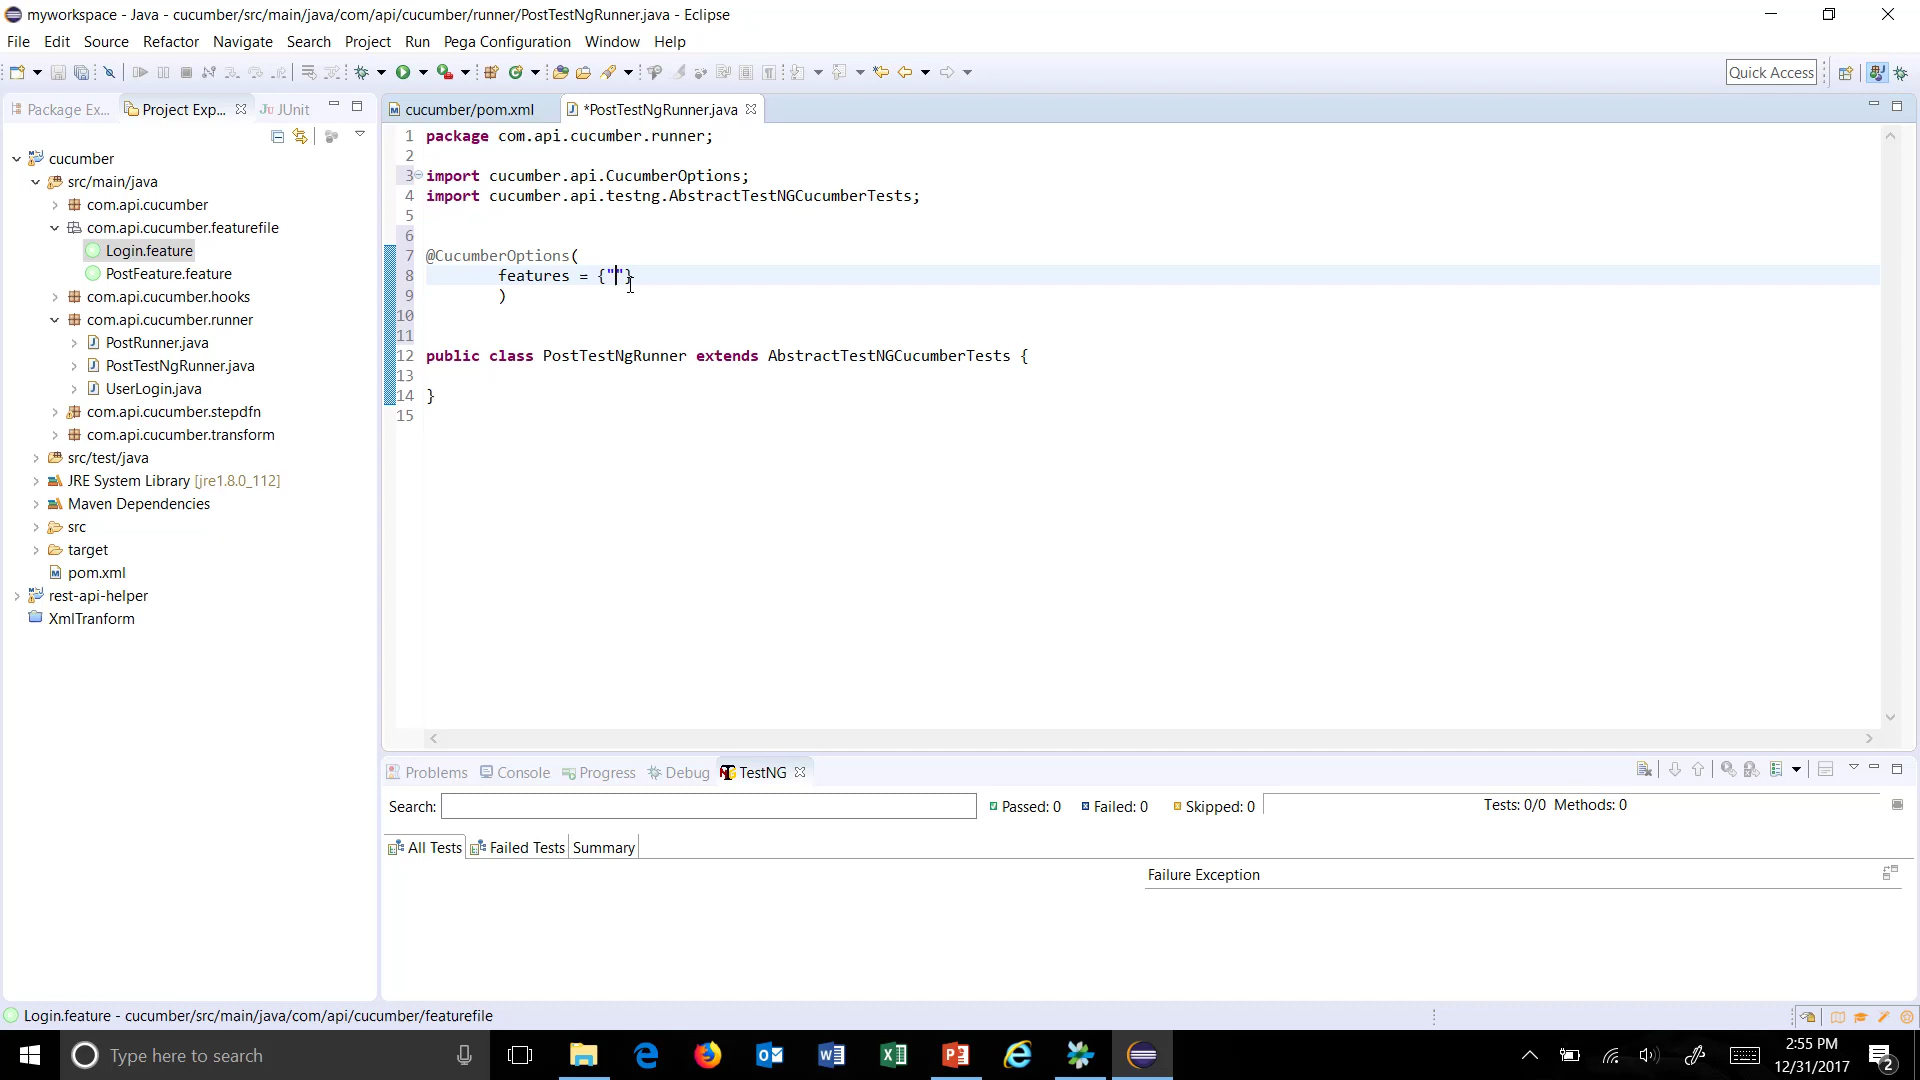 myworkspace - Java - cucumber/src/main/java/com/api/cucumber/runner/PostTestNgRunner.java - Eclipse
File Edit Search Source Refactor Navigate Search Project Run Pega Configuration Window Help
Quick Access
Package Ex... Project Exp... JUnit
cucumber/pom.xml *PostTestNgRunner.java
cucumber
src/main/java
com.api.cucumber
com.api.cucumber.featurefile
Login.feature
PostFeature.feature
com.api.cucumber.hooks
com.api.cucumber.runner
PostRunner.java
PostTestNgRunner.java
UserLogin.java
com.api.cucumber.stepdfn
com.api.cucumber.transform
src/test/java
JRE System Library [jre1.8.0_112]
Maven Dependencies
src
target
pom.xml
rest-api-helper
XmlTranform
1 package com.api.cucumber.runner;
2
3 import cucumber.api.CucumberOptions;
4 import cucumber.api.testng.AbstractTestNGCucumberTests;
5
6
7 @CucumberOptions(
8 features = {""}
9 )
10
11
12 public class PostTestNgRunner extends AbstractTestNGCucumberTests {
13
14 }
15
Problems Console Progress Debug TestNG
Search: Passed: 0 Failed: 0 Skipped: 0 Tests: 0/0 Methods: 0
All Tests Failed Tests Summary
Failure Exception
Login.feature - cucumber/src/main/java/com/api/cucumber/featurefile
Type here to search
2:55 PM
12/31/2017
2